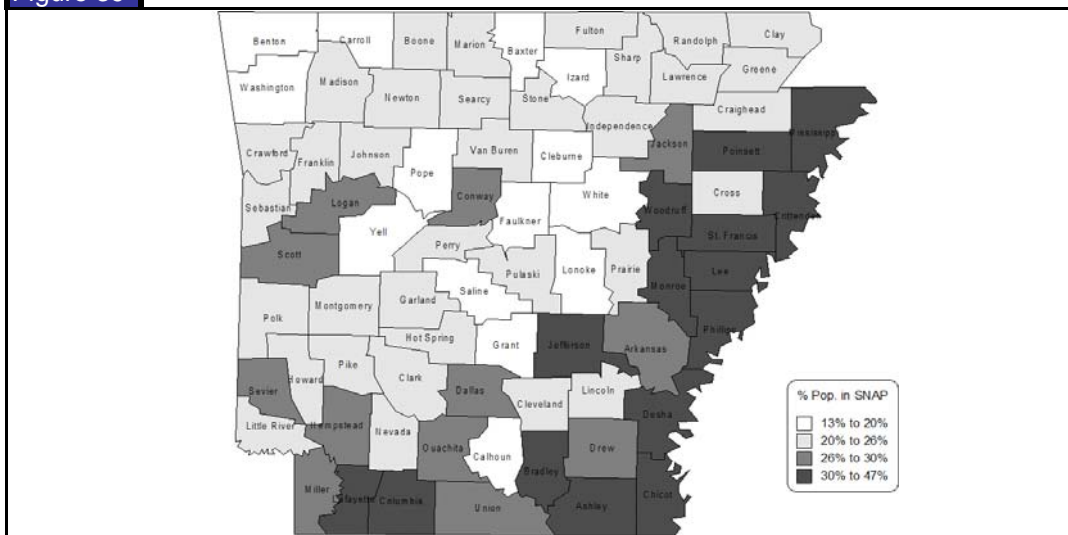 Benton
Carroll
Boone
Marion
Baxter
Fulton
Randolph
Clay
Sharp
Izard
Lawrence
Greene
Washington
Madison
Newton
Searcy
Stone
Independence
Craighead
Mississippi
Crawford
Franklin
Johnson
Van Buren
Cleburne
Jackson
Poinsett
Pope
Conway
White
Woodruff
Cross
Crittenden
Sebastian
Logan
Faulkner
St. Francis
Yell
Perry
Scott
Pulaski
Lonoke
Prairie
Lee
Monroe
Saline
Garland
Montgomery
Polk
Phillips
Hot Spring
Grant
Jefferson
Arkansas
Pike
Howard
Clark
Sevier
Dallas
Cleveland
Lincoln
Desha
Little River
Hempstead
Nevada
Ouachita
Calhoun
Drew
Bradley
Miller
Lafayette
Columbia
Union
Ashley
Chicot
% Pop. in SNAP
13% to 20%
20% to 26%
26% to 30%
30% to 47%